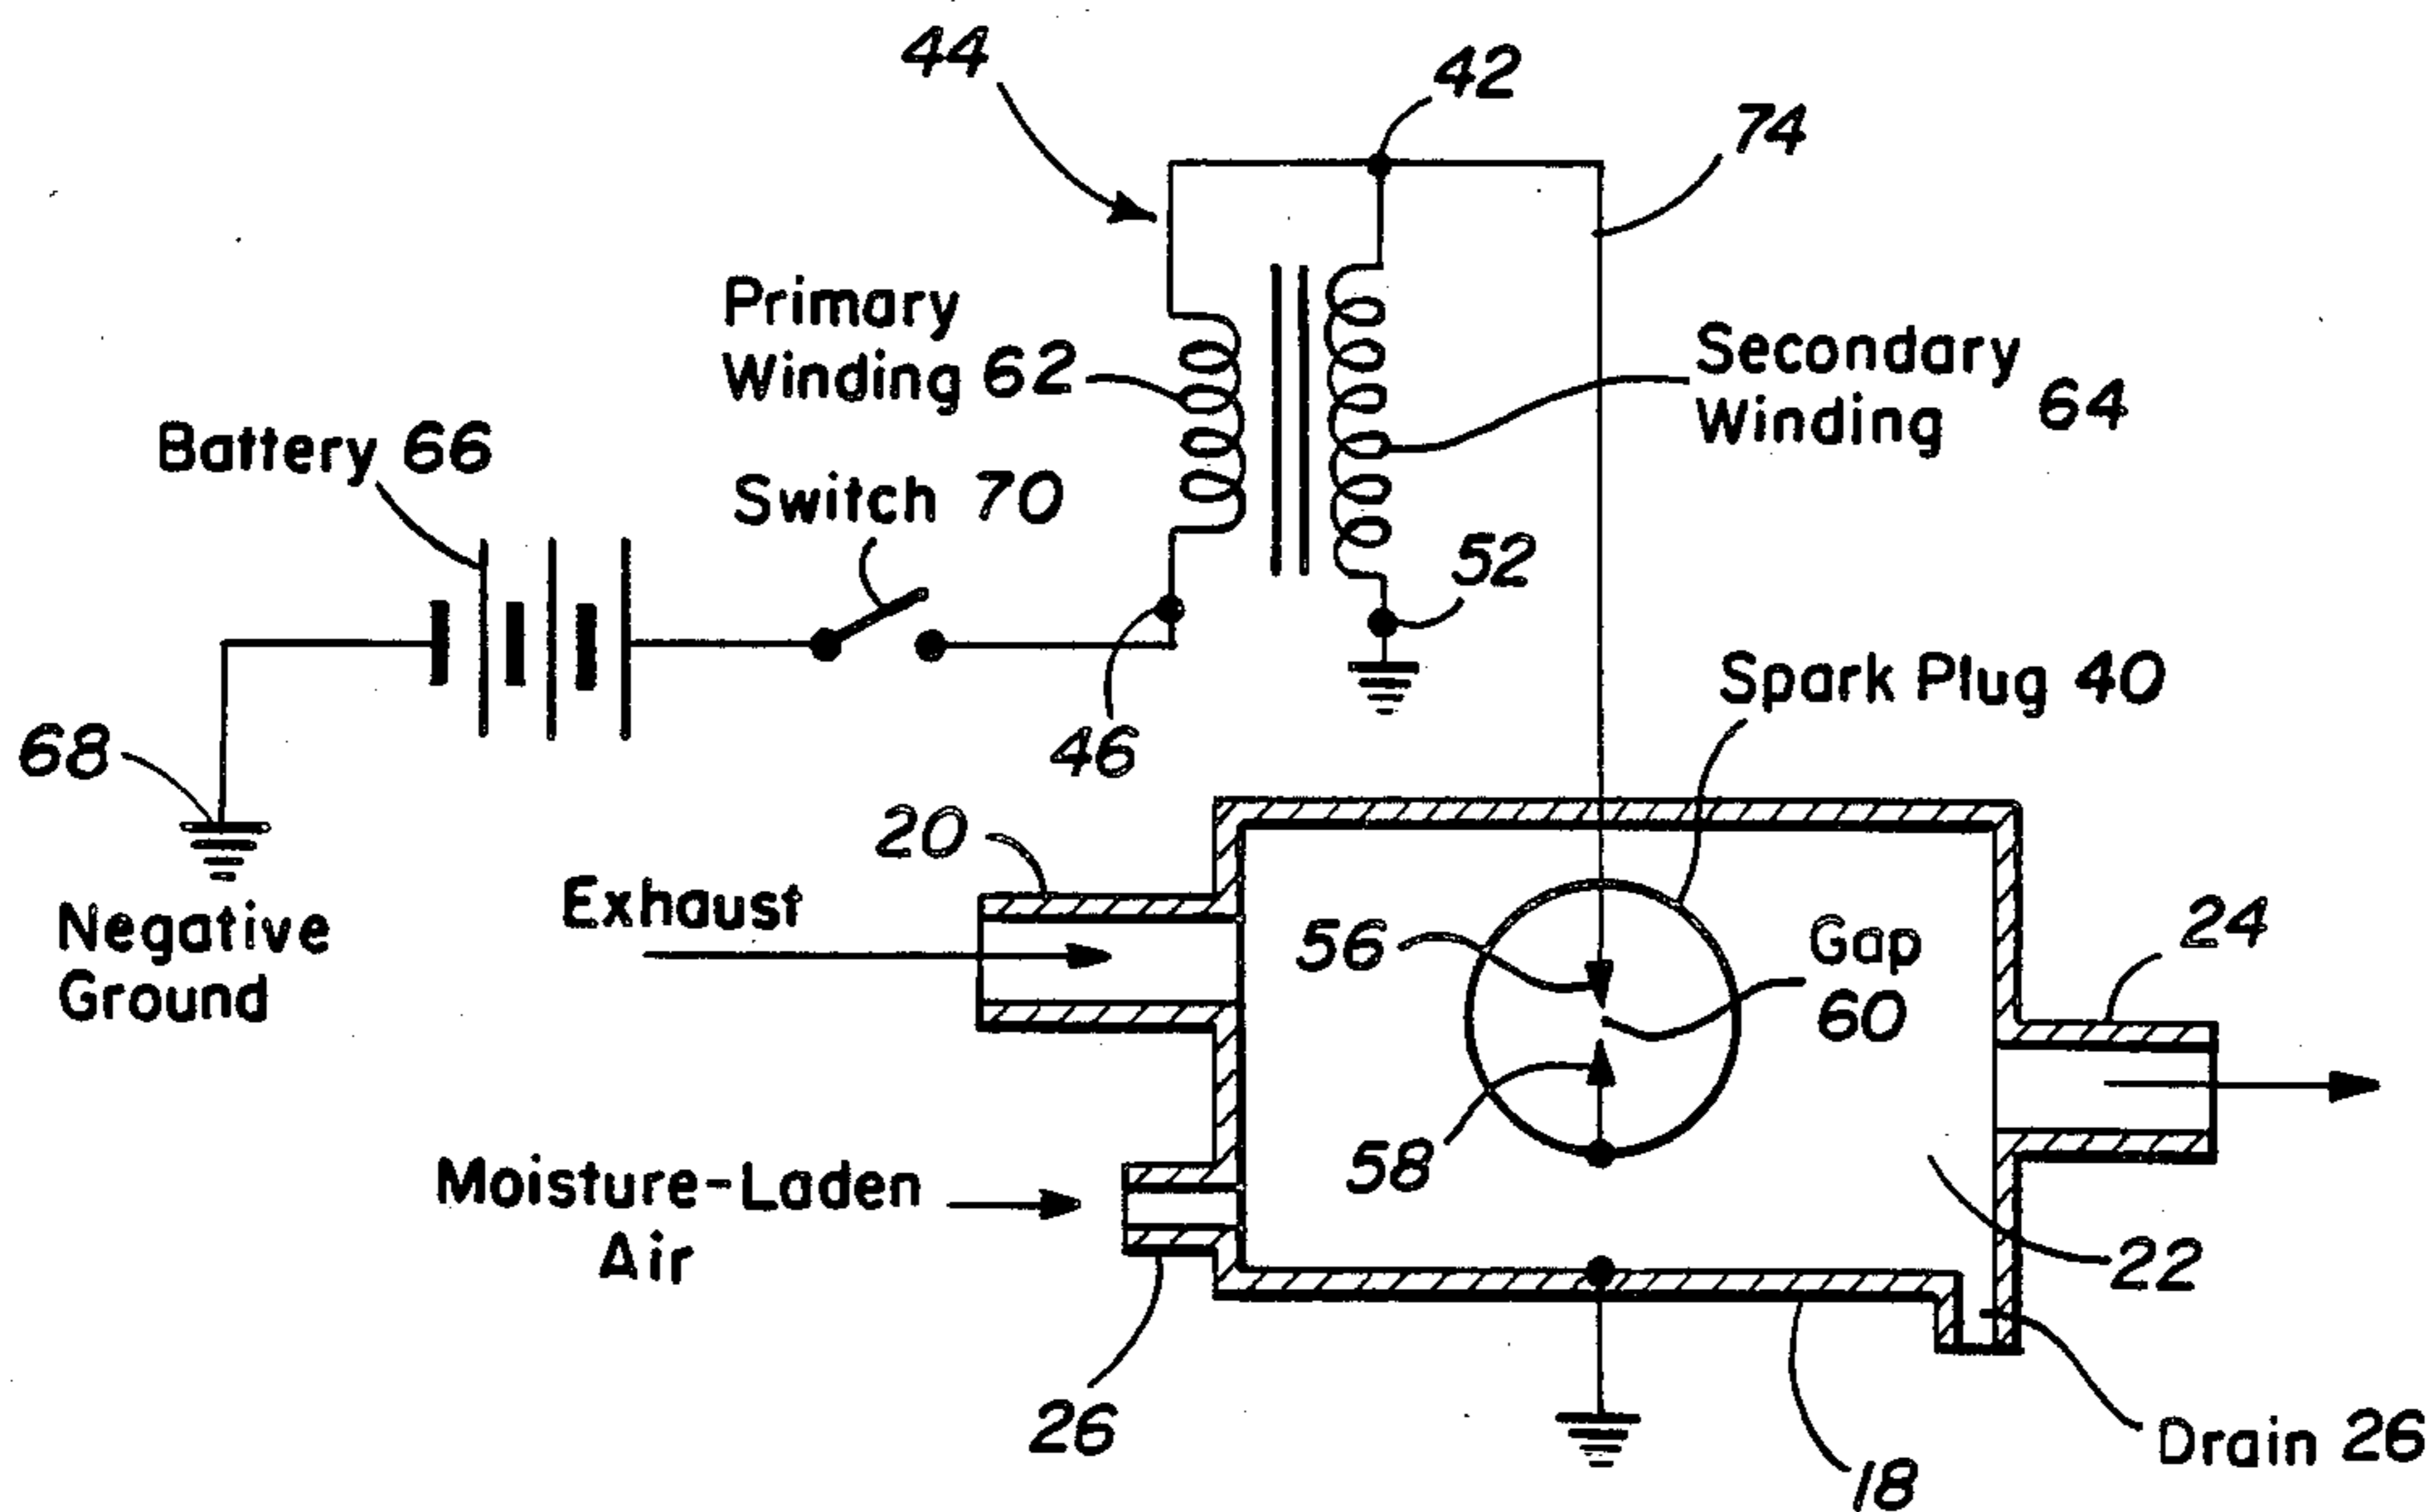 44
42
74
Primary
Winding 62
Secondary
Winding 64
Battery 66
Switch 70
52
46
68
Negative
Ground
Spark Plug 40
20
Exhaust
56
Gap
60
24
58
Moisture-Laden
Air
22
26
18
Drain 26